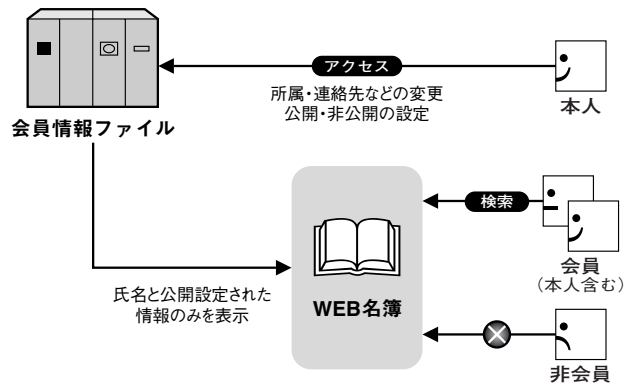 アクセス
所属・連絡先などの変更
公開・非公開の設定
本人
会員情報ファイル
検索
会員
(本人含む)
氏名と公開設定された
情報のみを表示
WEB名簿
非会員